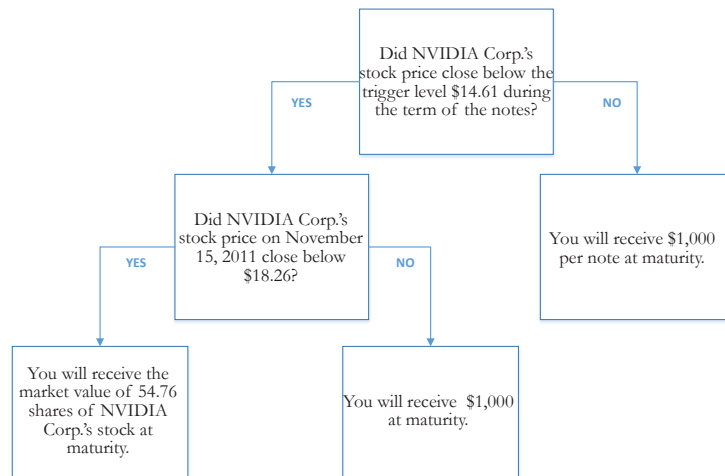 Did NVIDIA Corp.'s
stock price close below the
trigger level $14.61 during
the term of the notes?
YES
NO
Did NVIDIA Corp.'s
stock price on November
15, 2011 close below
$18.26?
You will receive $1,000
per note at maturity.
YES
NO
You will receive the
market value of 54.76
shares of NVIDIA
Corp.'s stock at
maturity.
You will receive $1,000
at maturity.